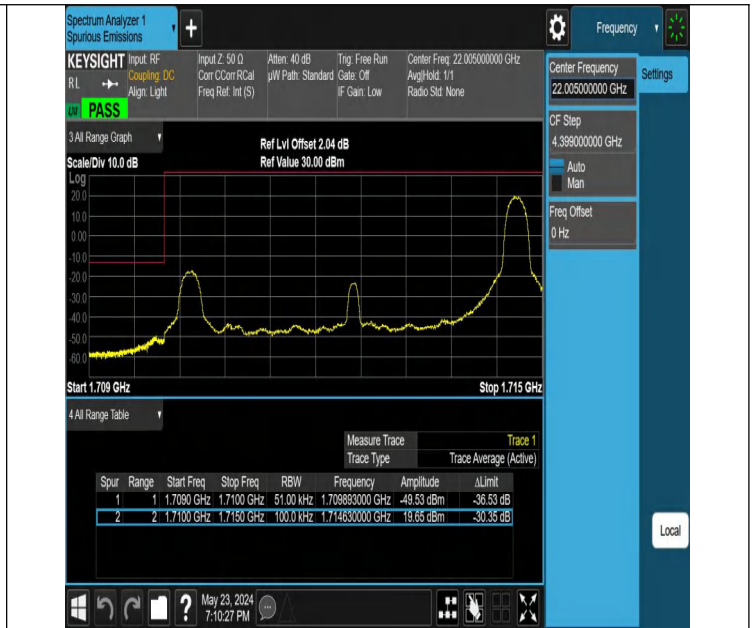 Spectrum Analyzer 1
Spurious Emissions
+
Frequency
KEYSIGHT
RL
Input: RF
Coupling: DC
Align: Light
Input Z: 50 Ω
Corr CCorr RCal
Freq Ref: Int (S)
Atten: 40 dB
µW Path: Standard
Trig: Free Run
Gate: Off
IF Gain: Low
Center Freq: 22.005000000 GHz
Avg|Hold: 1/1
Radio Std: None
PASS
Center Frequency
22.005000000 GHz
Settings
CF Step
4.399000000 GHz
Auto
Man
Freq Offset
0 Hz
3 All Range Graph
Ref Lvl Offset 2.04 dB
Scale/Div 10.0 dB
Ref Value 30.00 dBm
Log
20.0
10.0
0.00
-10.0
-20.0
-30.0
-40.0
-50.0
-60.0
Start 1.709 GHz
Stop 1.715 GHz
4 All Range Table
Measure Trace Trace 1
Trace Type Trace Average (Active)
Spur Range Start Freq Stop Freq RBW Frequency Amplitude ΔLimit
1 1 1.7090 GHz 1.7100 GHz 51.00 kHz 1.709893000 GHz -49.53 dBm -36.53 dB
2 2 1.7100 GHz 1.7150 GHz 100.0 kHz 1.714630000 GHz 19.65 dBm -30.35 dB
Local
?
May 23, 2024
7:10:27 PM